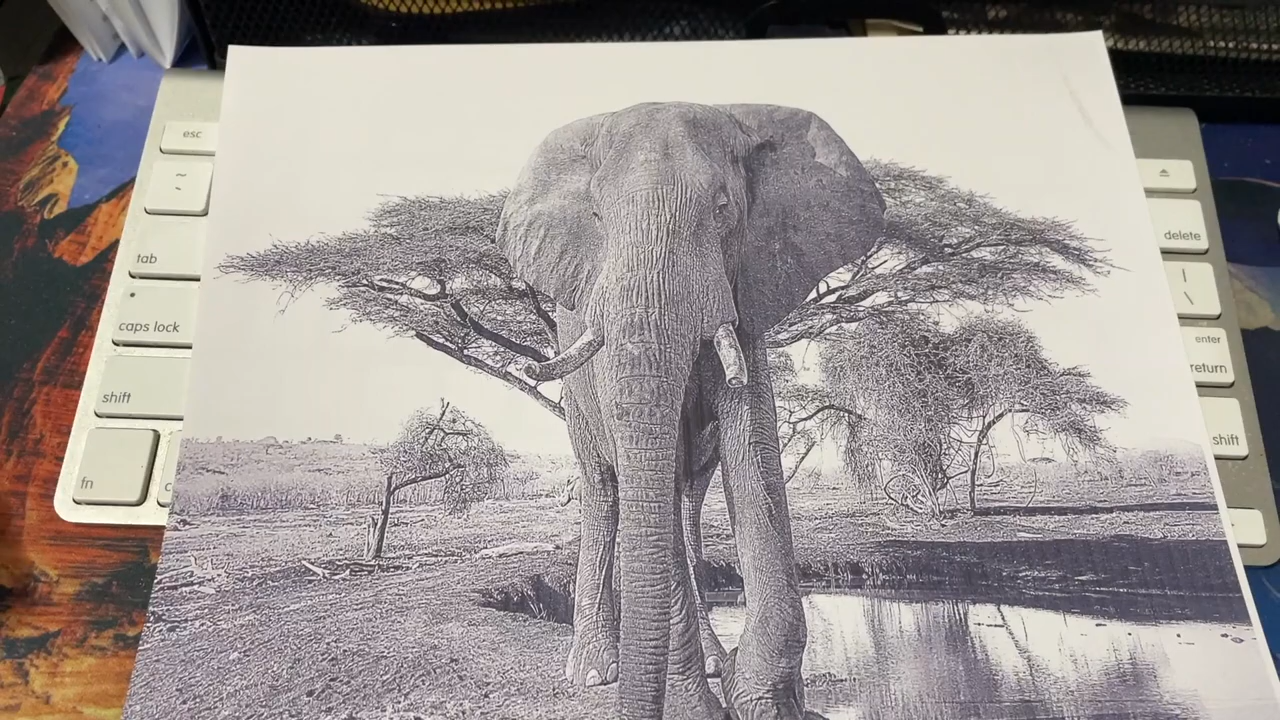 esc
~
`
tab
caps lock
shift
fn
delete
|
\
enter
return
shift